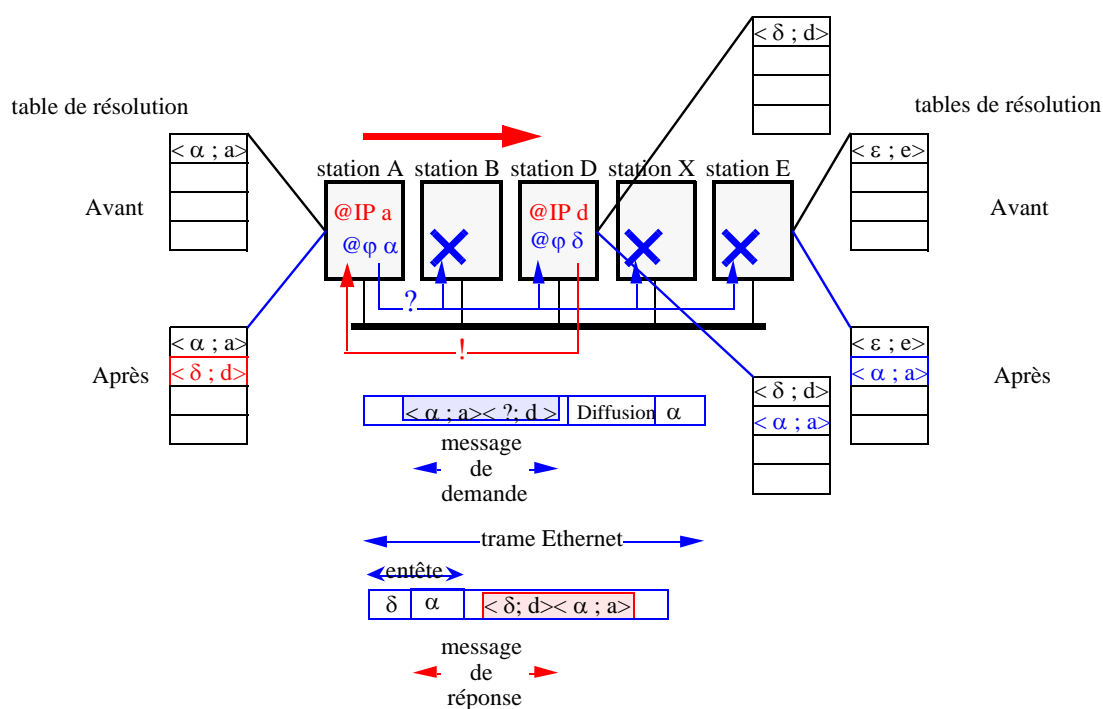 < δ ; d>
table de résolution
tables de résolution
< α ; a>
< ε ; e>
station A station B station D station X station E
Avant
@IP a
@IP d
Avant
@φ α
@φ δ
?
< α ; a>
< ε ; e>
!
Après
< δ ; d>
< α ; a>
Après
< δ ; d>
< α ; a>
< α ; a>< ?; d > Diffusion α
message
de
demande
trame Ethernet
entête
δ α < δ; d>< α ; a>
message
de
réponse